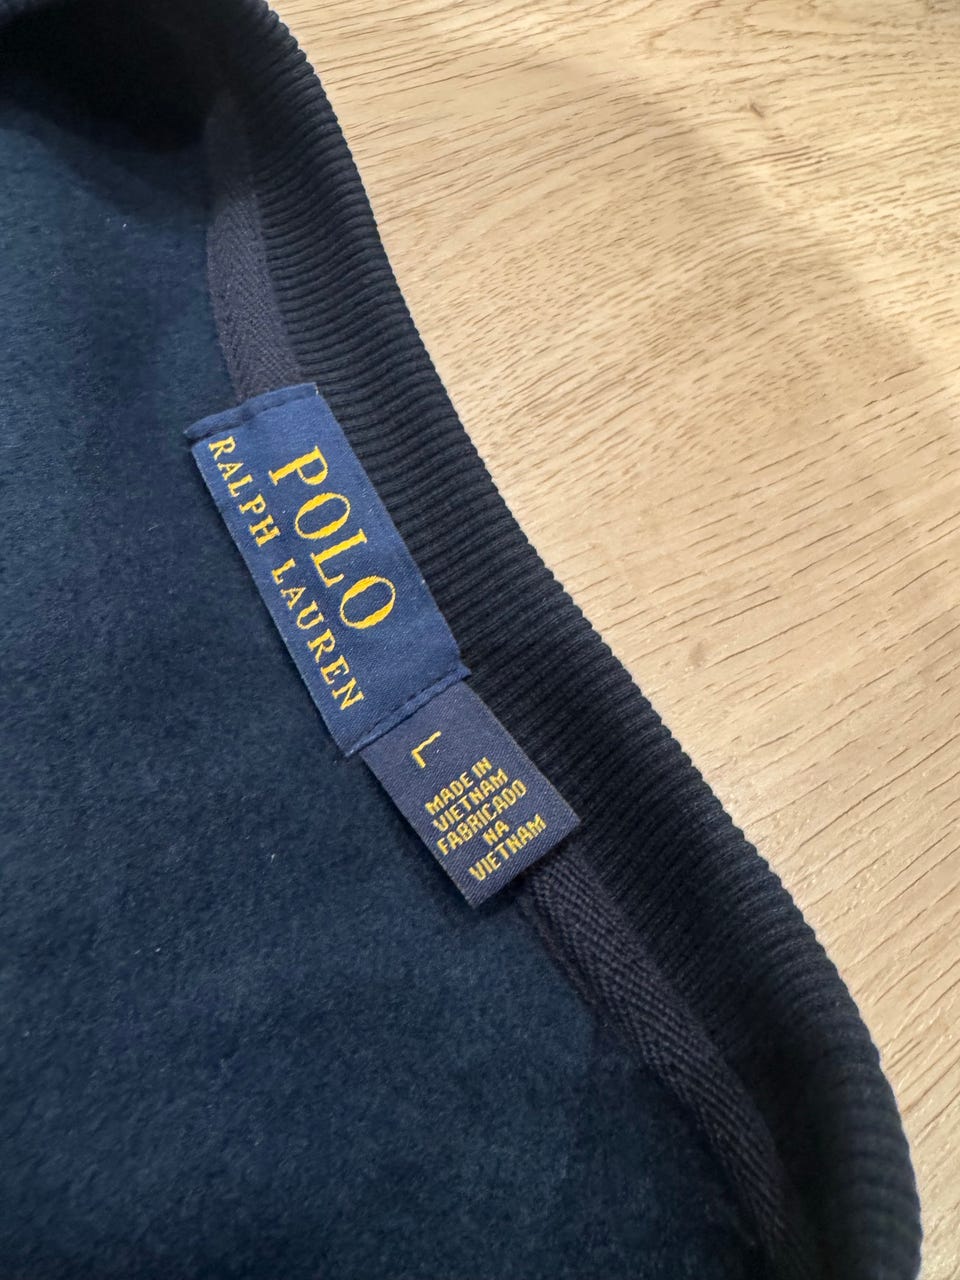 POLO
RALPH LAUREN
L
MADE IN
VIETNAM
FABRICADO
NA
VIETNAM